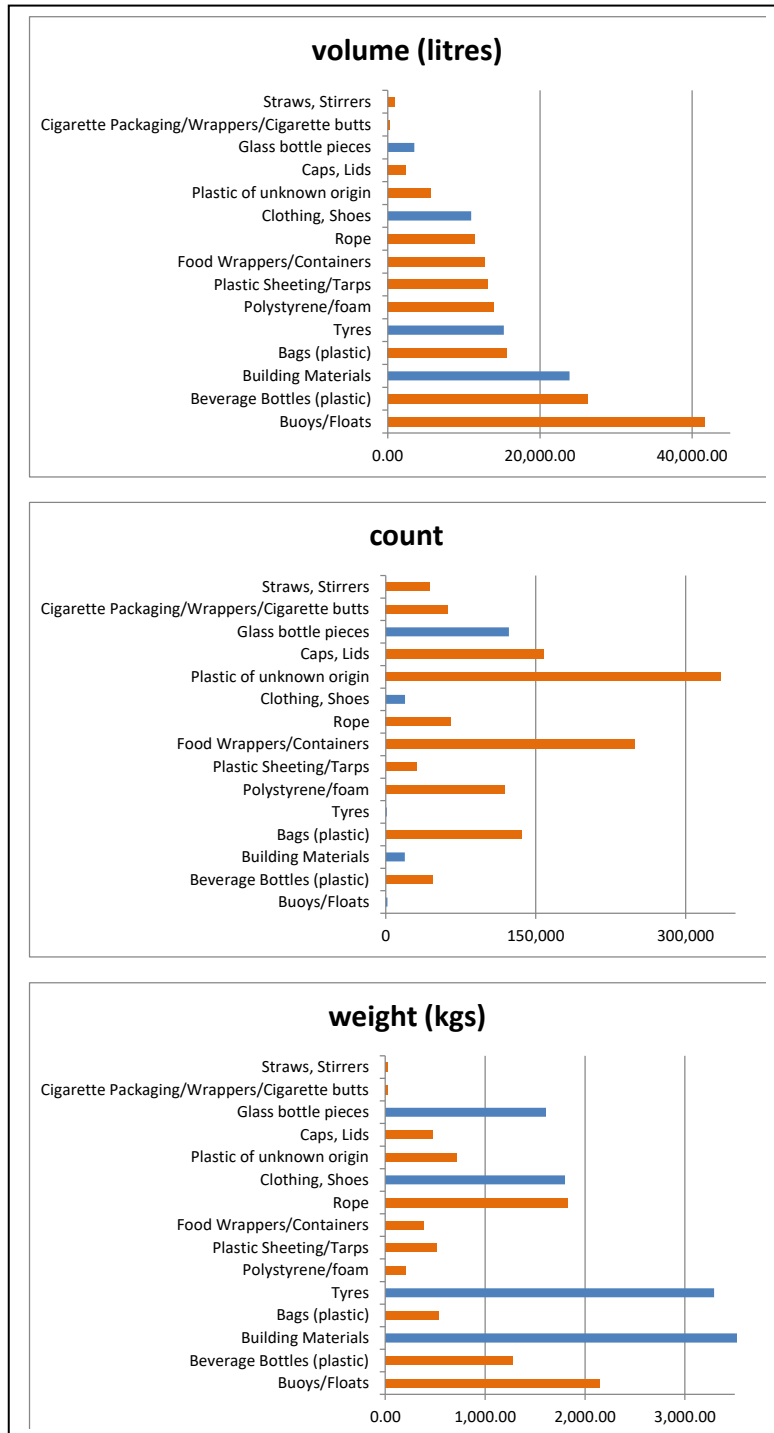 volume (litres)
Straws, Stirrers
Cigarette Packaging/Wrappers/Cigarette butts
Glass bottle pieces
Caps, Lids
Plastic of unknown origin
Clothing, Shoes
Rope
Food Wrappers/Containers
Plastic Sheeting/Tarps
Polystyrene/foam
Tyres
Bags (plastic)
Building Materials
Beverage Bottles (plastic)
Buoys/Floats
0.00 20,000.00 40,000.00
count
Straws, Stirrers
Cigarette Packaging/Wrappers/Cigarette butts
Glass bottle pieces
Caps, Lids
Plastic of unknown origin
Clothing, Shoes
Rope
Food Wrappers/Containers
Plastic Sheeting/Tarps
Polystyrene/foam
Tyres
Bags (plastic)
Building Materials
Beverage Bottles (plastic)
Buoys/Floats
0 150,000 300,000
weight (kgs)
Straws, Stirrers
Cigarette Packaging/Wrappers/Cigarette butts
Glass bottle pieces
Caps, Lids
Plastic of unknown origin
Clothing, Shoes
Rope
Food Wrappers/Containers
Plastic Sheeting/Tarps
Polystyrene/foam
Tyres
Bags (plastic)
Building Materials
Beverage Bottles (plastic)
Buoys/Floats
0.00 1,000.00 2,000.00 3,000.00